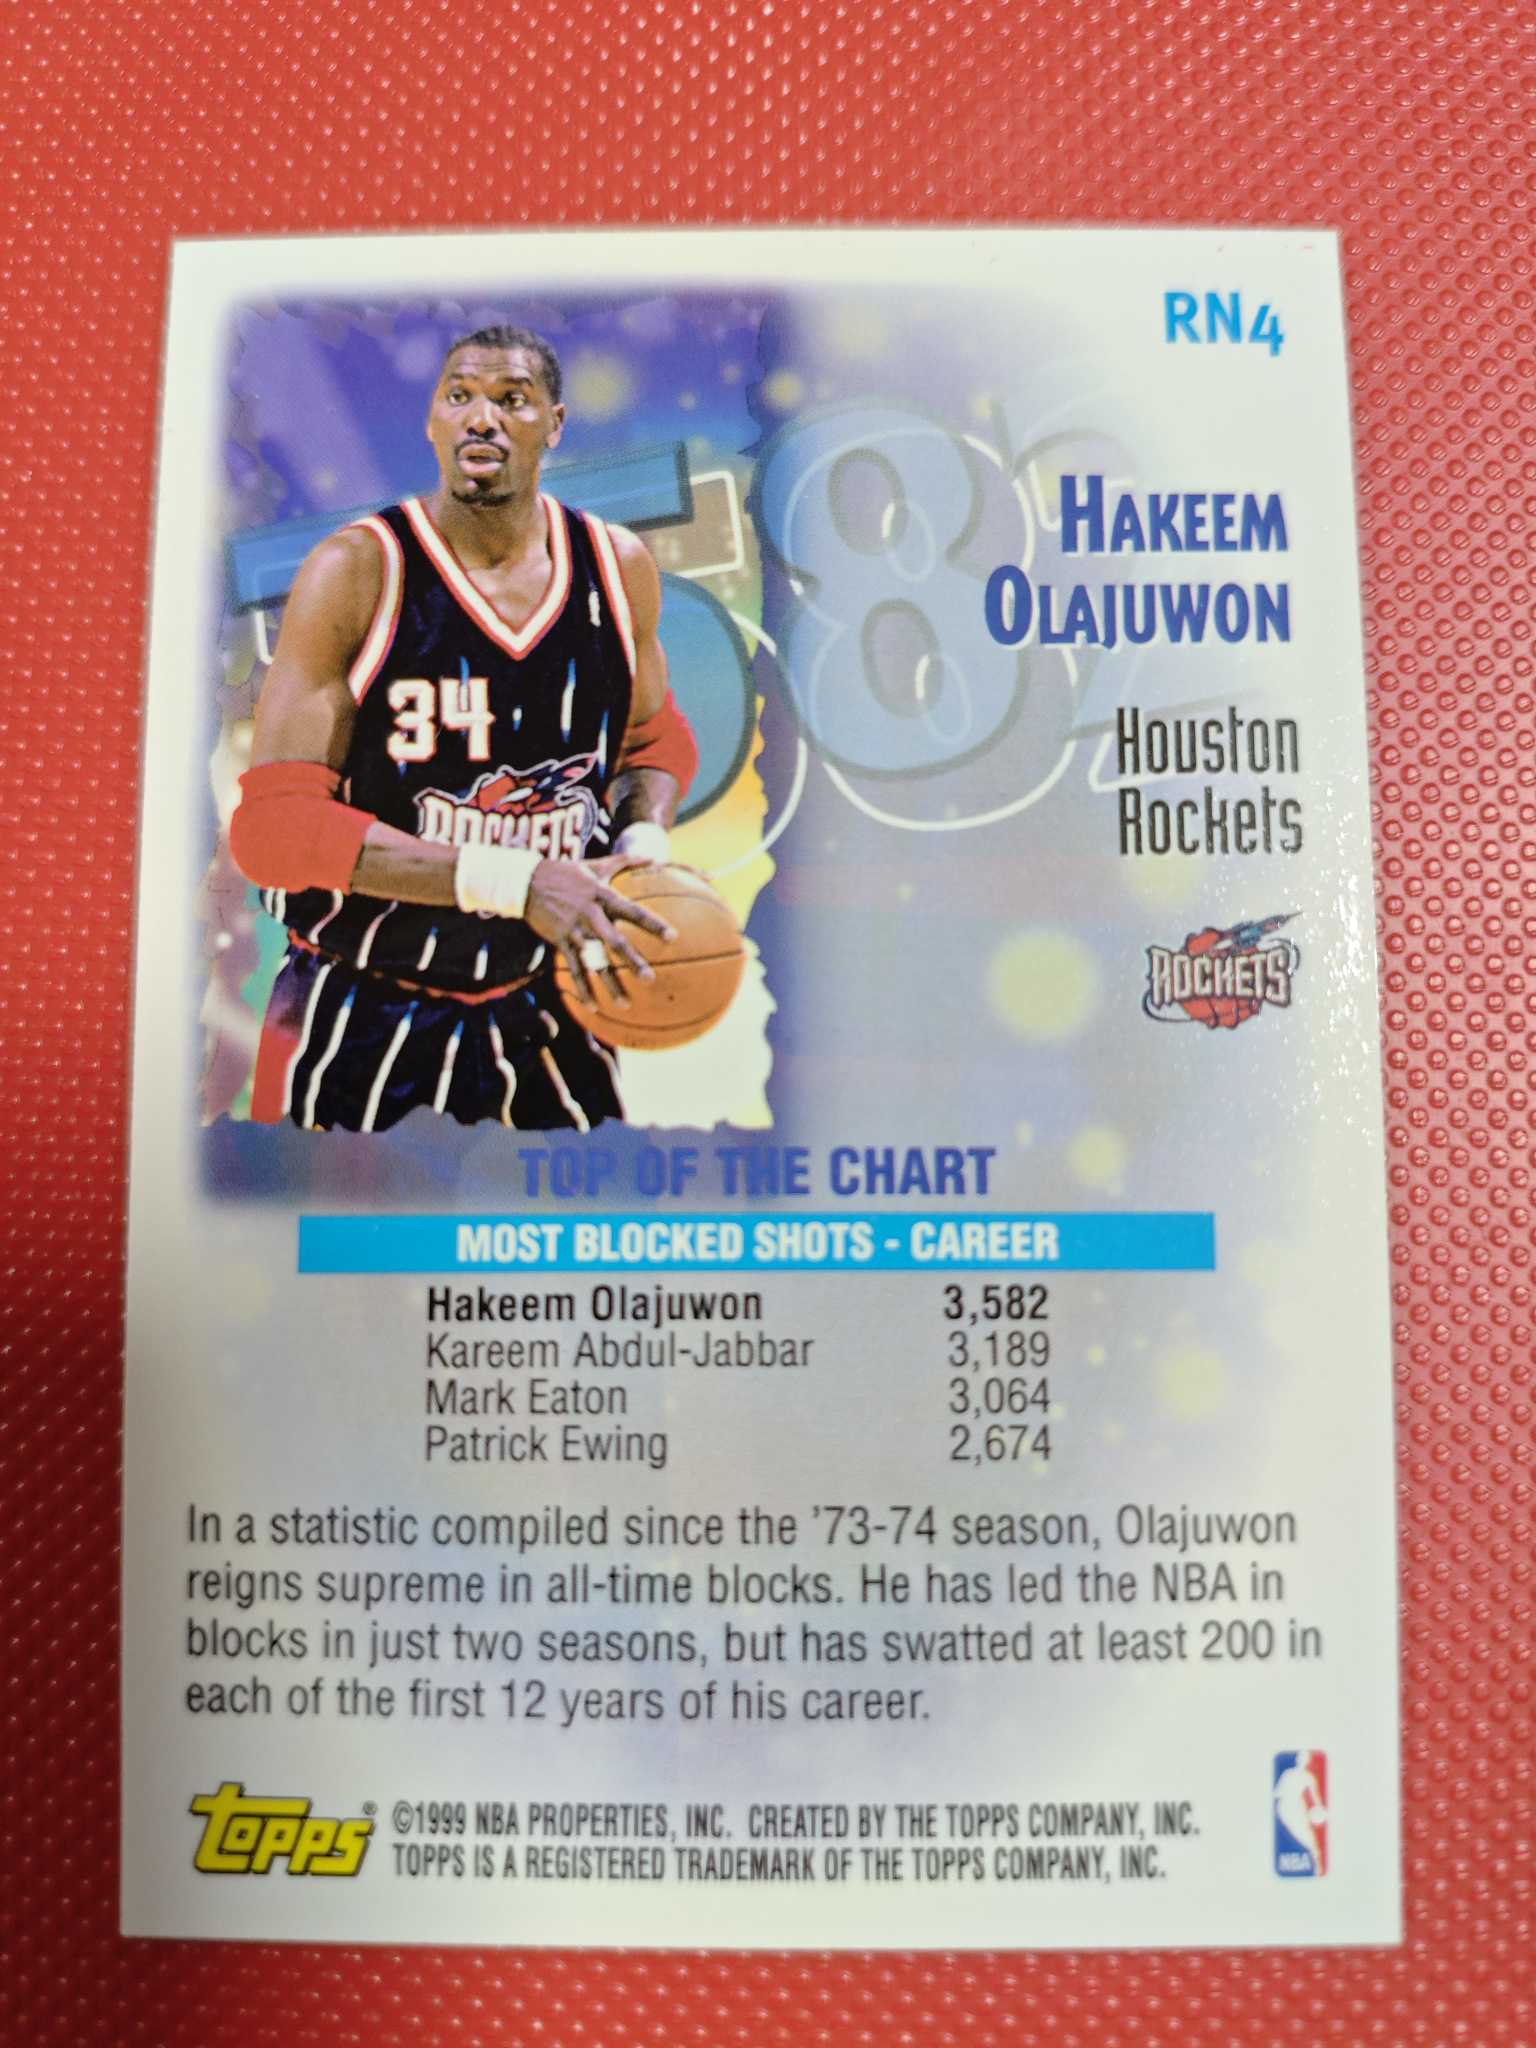 RN4
582
HAKEEM
OLAJUWON
Houston
Rockets
34
ROCKETS
ROCKETS
TOP OF THE CHART
MOST BLOCKED SHOTS - CAREER
Hakeem Olajuwon 3,582
Kareem Abdul-Jabbar 3,189
Mark Eaton 3,064
Patrick Ewing 2,674
In a statistic compiled since the '73-74 season, Olajuwon
reigns supreme in all-time blocks. He has led the NBA in
blocks in just two seasons, but has swatted at least 200 in
each of the first 12 years of his career.
Topps® ©1999 NBA PROPERTIES, INC. CREATED BY THE TOPPS COMPANY, INC.
TOPPS IS A REGISTERED TRADEMARK OF THE TOPPS COMPANY, INC.
NBA